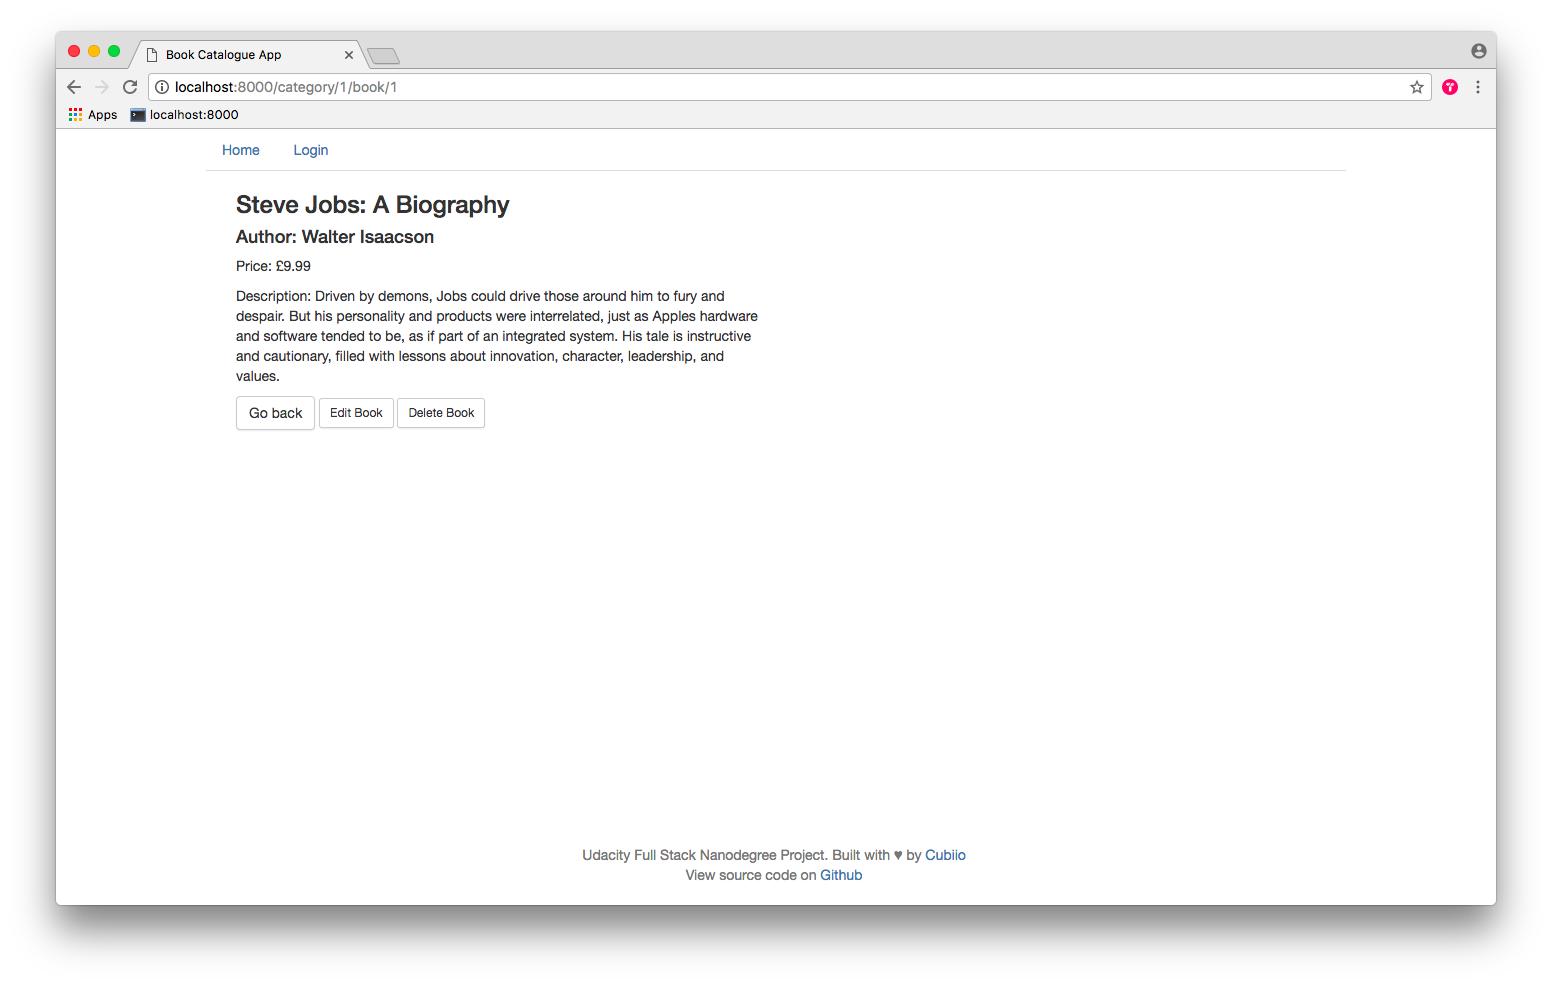 Book Catalogue App
localhost:8000/category/1/book/1
Apps localhost:8000
Home Login
Steve Jobs: A Biography
Author: Walter Isaacson
Price: £9.99
Description: Driven by demons, Jobs could drive those around him to fury and
despair. But his personality and products were interrelated, just as Apples hardware
and software tended to be, as if part of an integrated system. His tale is instructive
and cautionary, filled with lessons about innovation, character, leadership, and
values.
Go back Edit Book Delete Book
Udacity Full Stack Nanodegree Project. Built with ♥ by Cubiio
View source code on Github